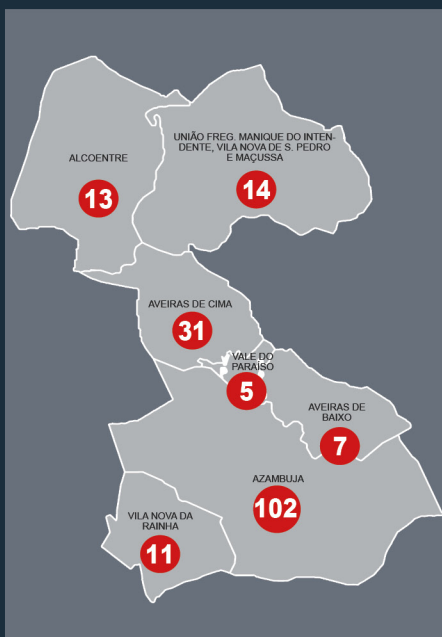 UNIÃO FREG. MANIQUE DO INTEN-
DENTE, VILA NOVA DE S. PEDRO
E MAÇUSSA
14
ALCOENTRE
13
AVEIRAS DE CIMA
31
VALE DO
PARAÍSO
5
AVEIRAS DE
BAIXO
7
AZAMBUJA
102
VILA NOVA DA
RAINHA
11